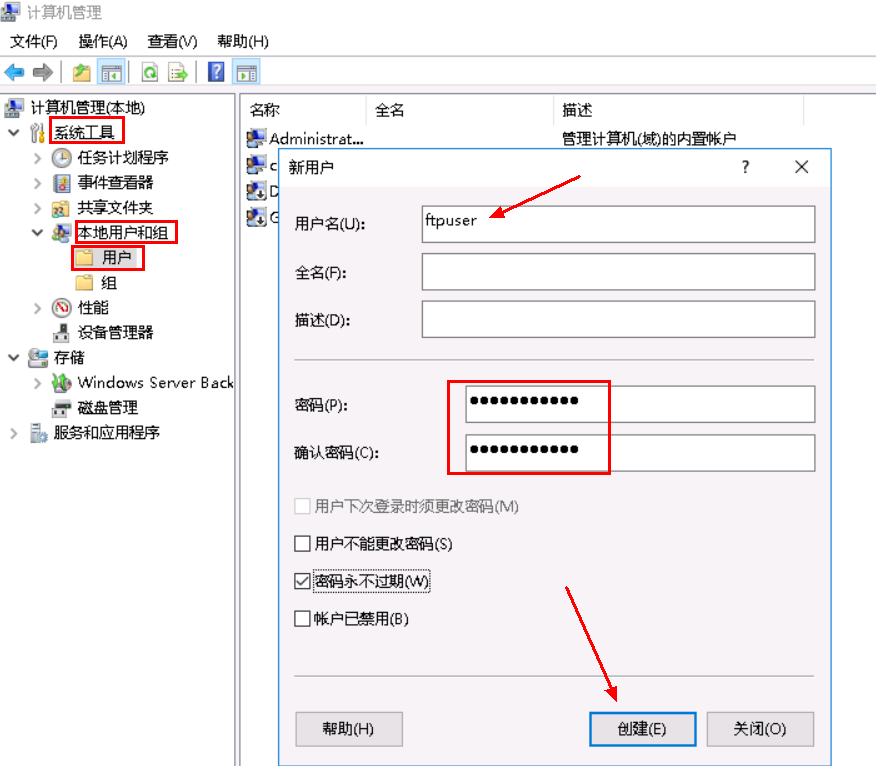 计算机管理
文件(F) 操作(A) 查看(V) 帮助(H)
计算机管理(本地)
系统工具
任务计划程序
事件查看器
共享文件夹
本地用户和组
用户
组
性能
设备管理器
存储
Windows Server Back
磁盘管理
服务和应用程序
名称 全名 描述
Administrat... 管理计算机(域)的内置帐户
c
D
G
新用户
用户名(U): ftpuser
全名(F):
描述(D):
密码(P): ●●●●●●●●●●●
确认密码(C): ●●●●●●●●●●●
用户下次登录时须更改密码(M)
用户不能更改密码(S)
密码永不过期(W)
帐户已禁用(B)
帮助(H) 创建(E) 关闭(O)